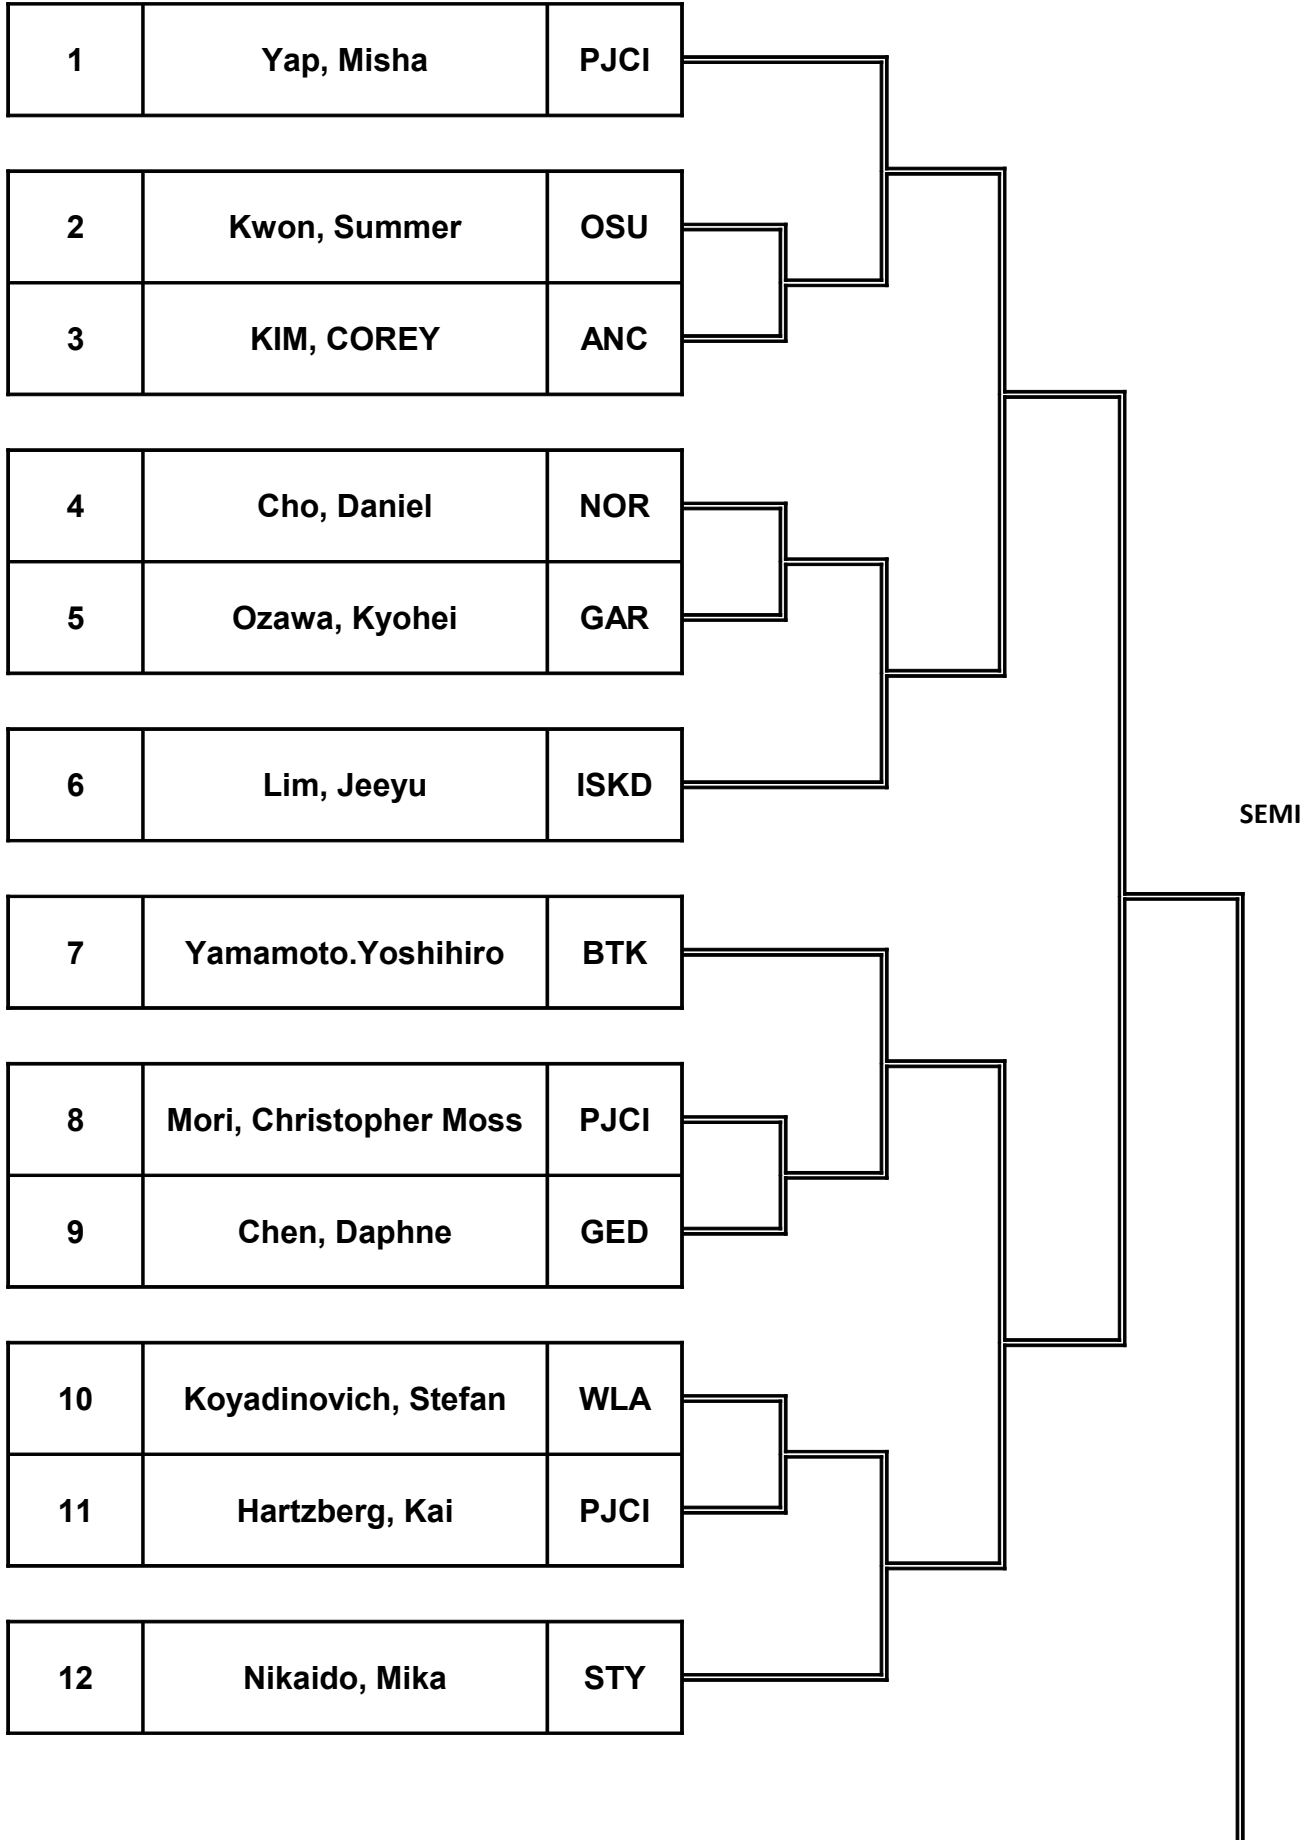 1 Yap, Misha PJCI
2 Kwon, Summer OSU
3 KIM, COREY ANC
4 Cho, Daniel NOR
5 Ozawa, Kyohei GAR
6 Lim, Jeeyu ISKD
SEMI
7 Yamamoto.Yoshihiro BTK
8 Mori, Christopher Moss PJCI
9 Chen, Daphne GED
10 Koyadinovich, Stefan WLA
11 Hartzberg, Kai PJCI
12 Nikaido, Mika STY